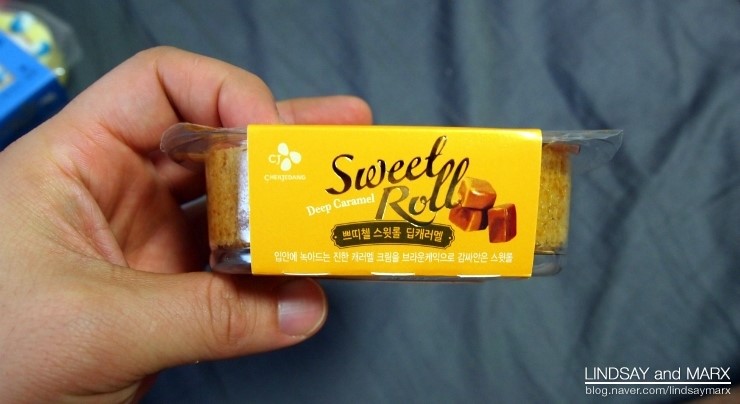 CJ
CHEILJEDANG
Sweet
Roll
Deep Caramel
쁘띠첼 스윗롤 딥캐러멜
입안에 녹아드는 진한 캐러멜 크림을 브라운케익으로 감싸안은 스윗롤
LINDSAY and MARX
blog.naver.com/lindsaymarx